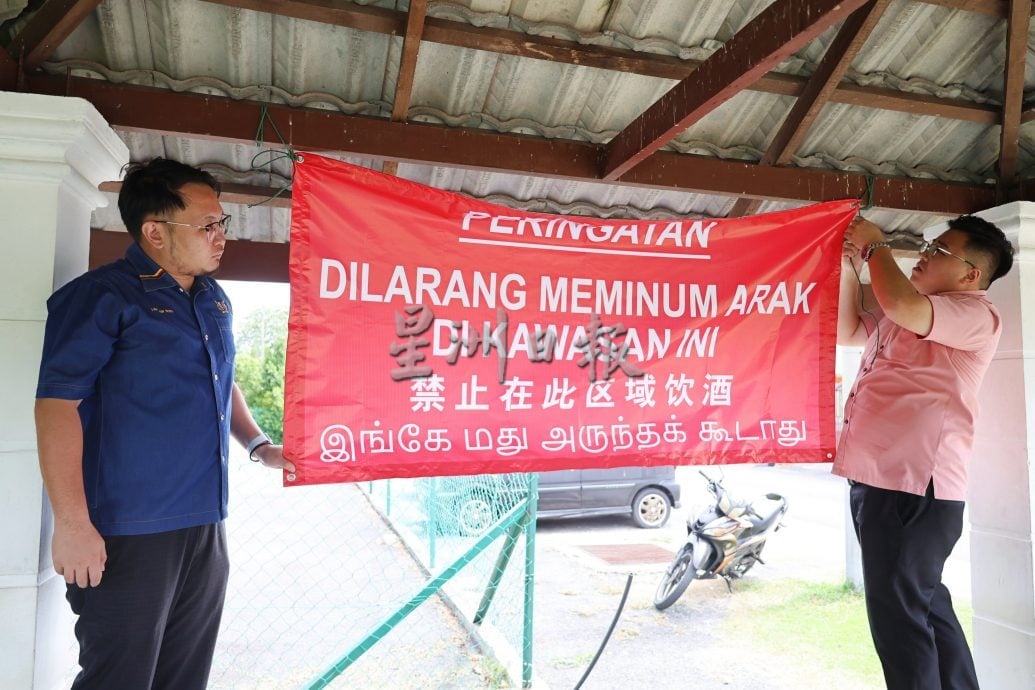 PERINGATAN
DILARANG MEMINUM ARAK
DI KAWASAN INI
禁止在此区域饮酒
இங்கே மது அருந்தக் கூடாது
星洲日报